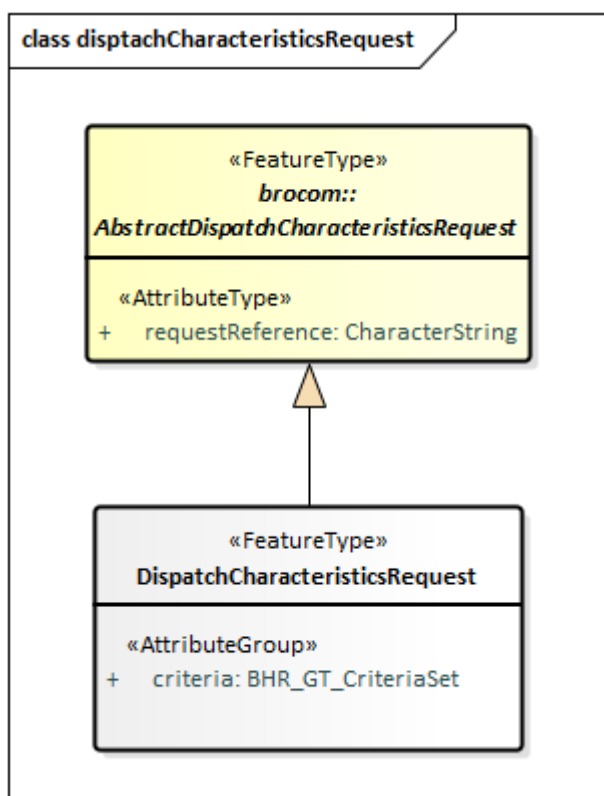 class disptachCharacteristicsRequest
«FeatureType»
brocom::
AbstractDispatchCharacteristicsRequest
«AttributeType»
+ requestReference: CharacterString
«FeatureType»
DispatchCharacteristicsRequest
«AttributeGroup»
+ criteria: BHR_GT_CriteriaSet